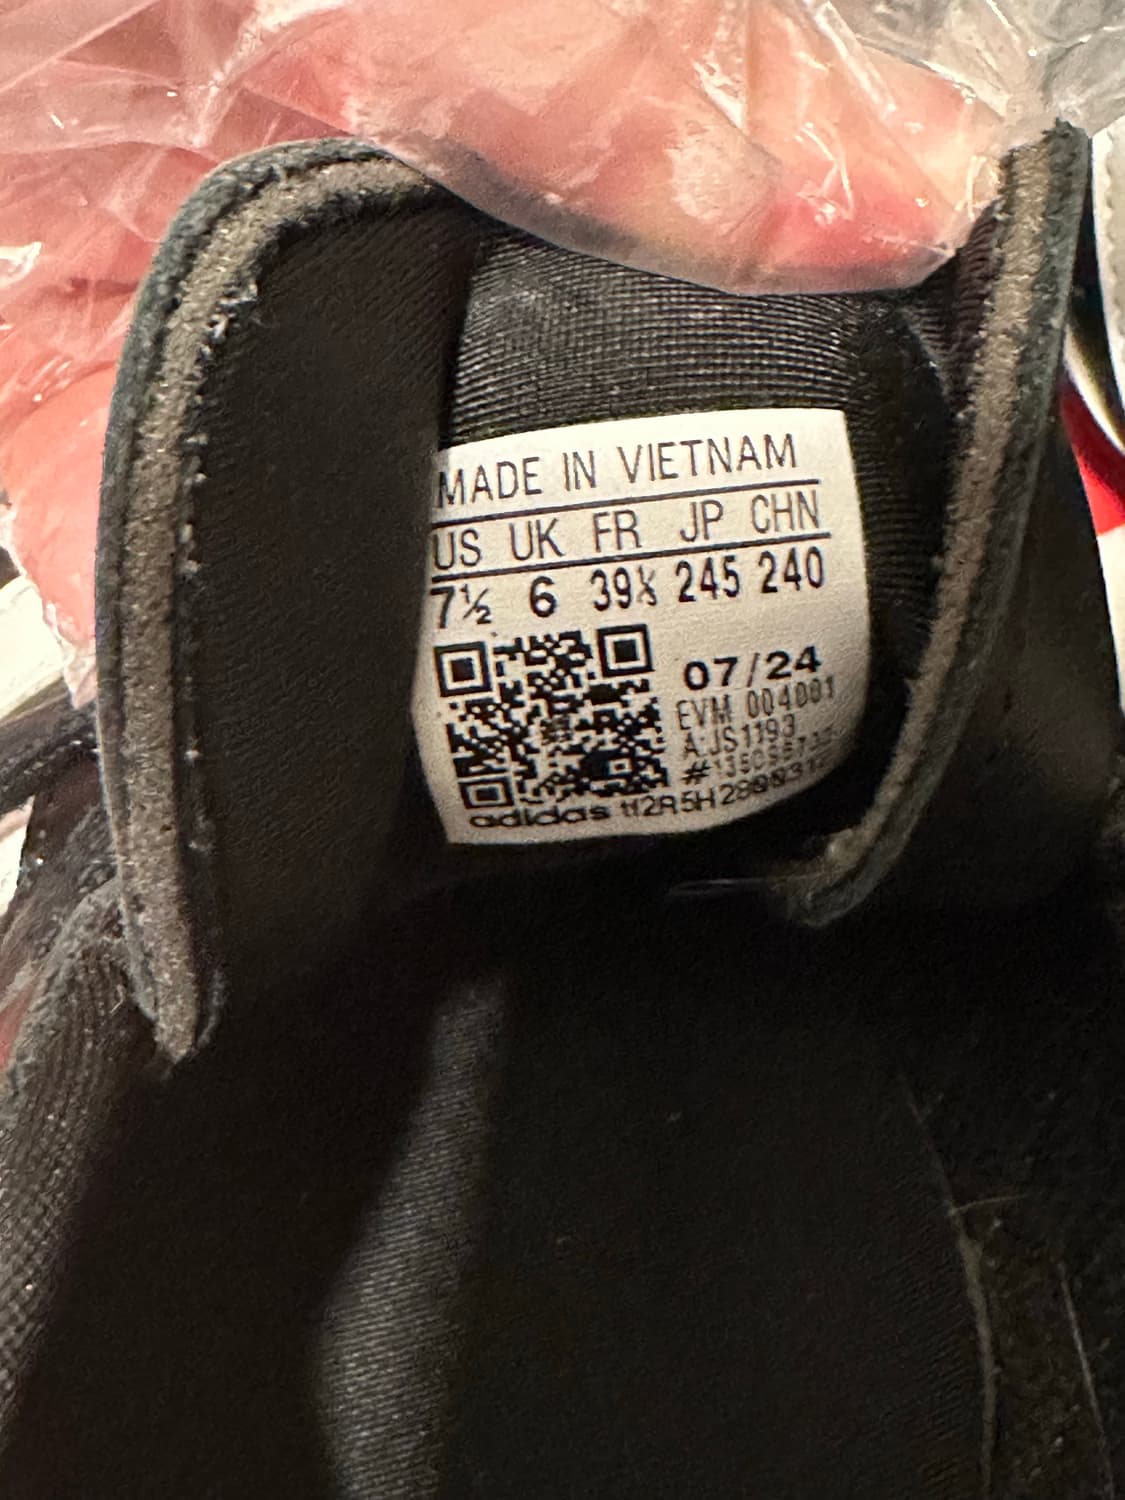 MADE IN VIETNAM
US UK FR JP CHN
7½ 6 39⅓ 245 240
07/24
EVM 004001
A:JS1193
adidas